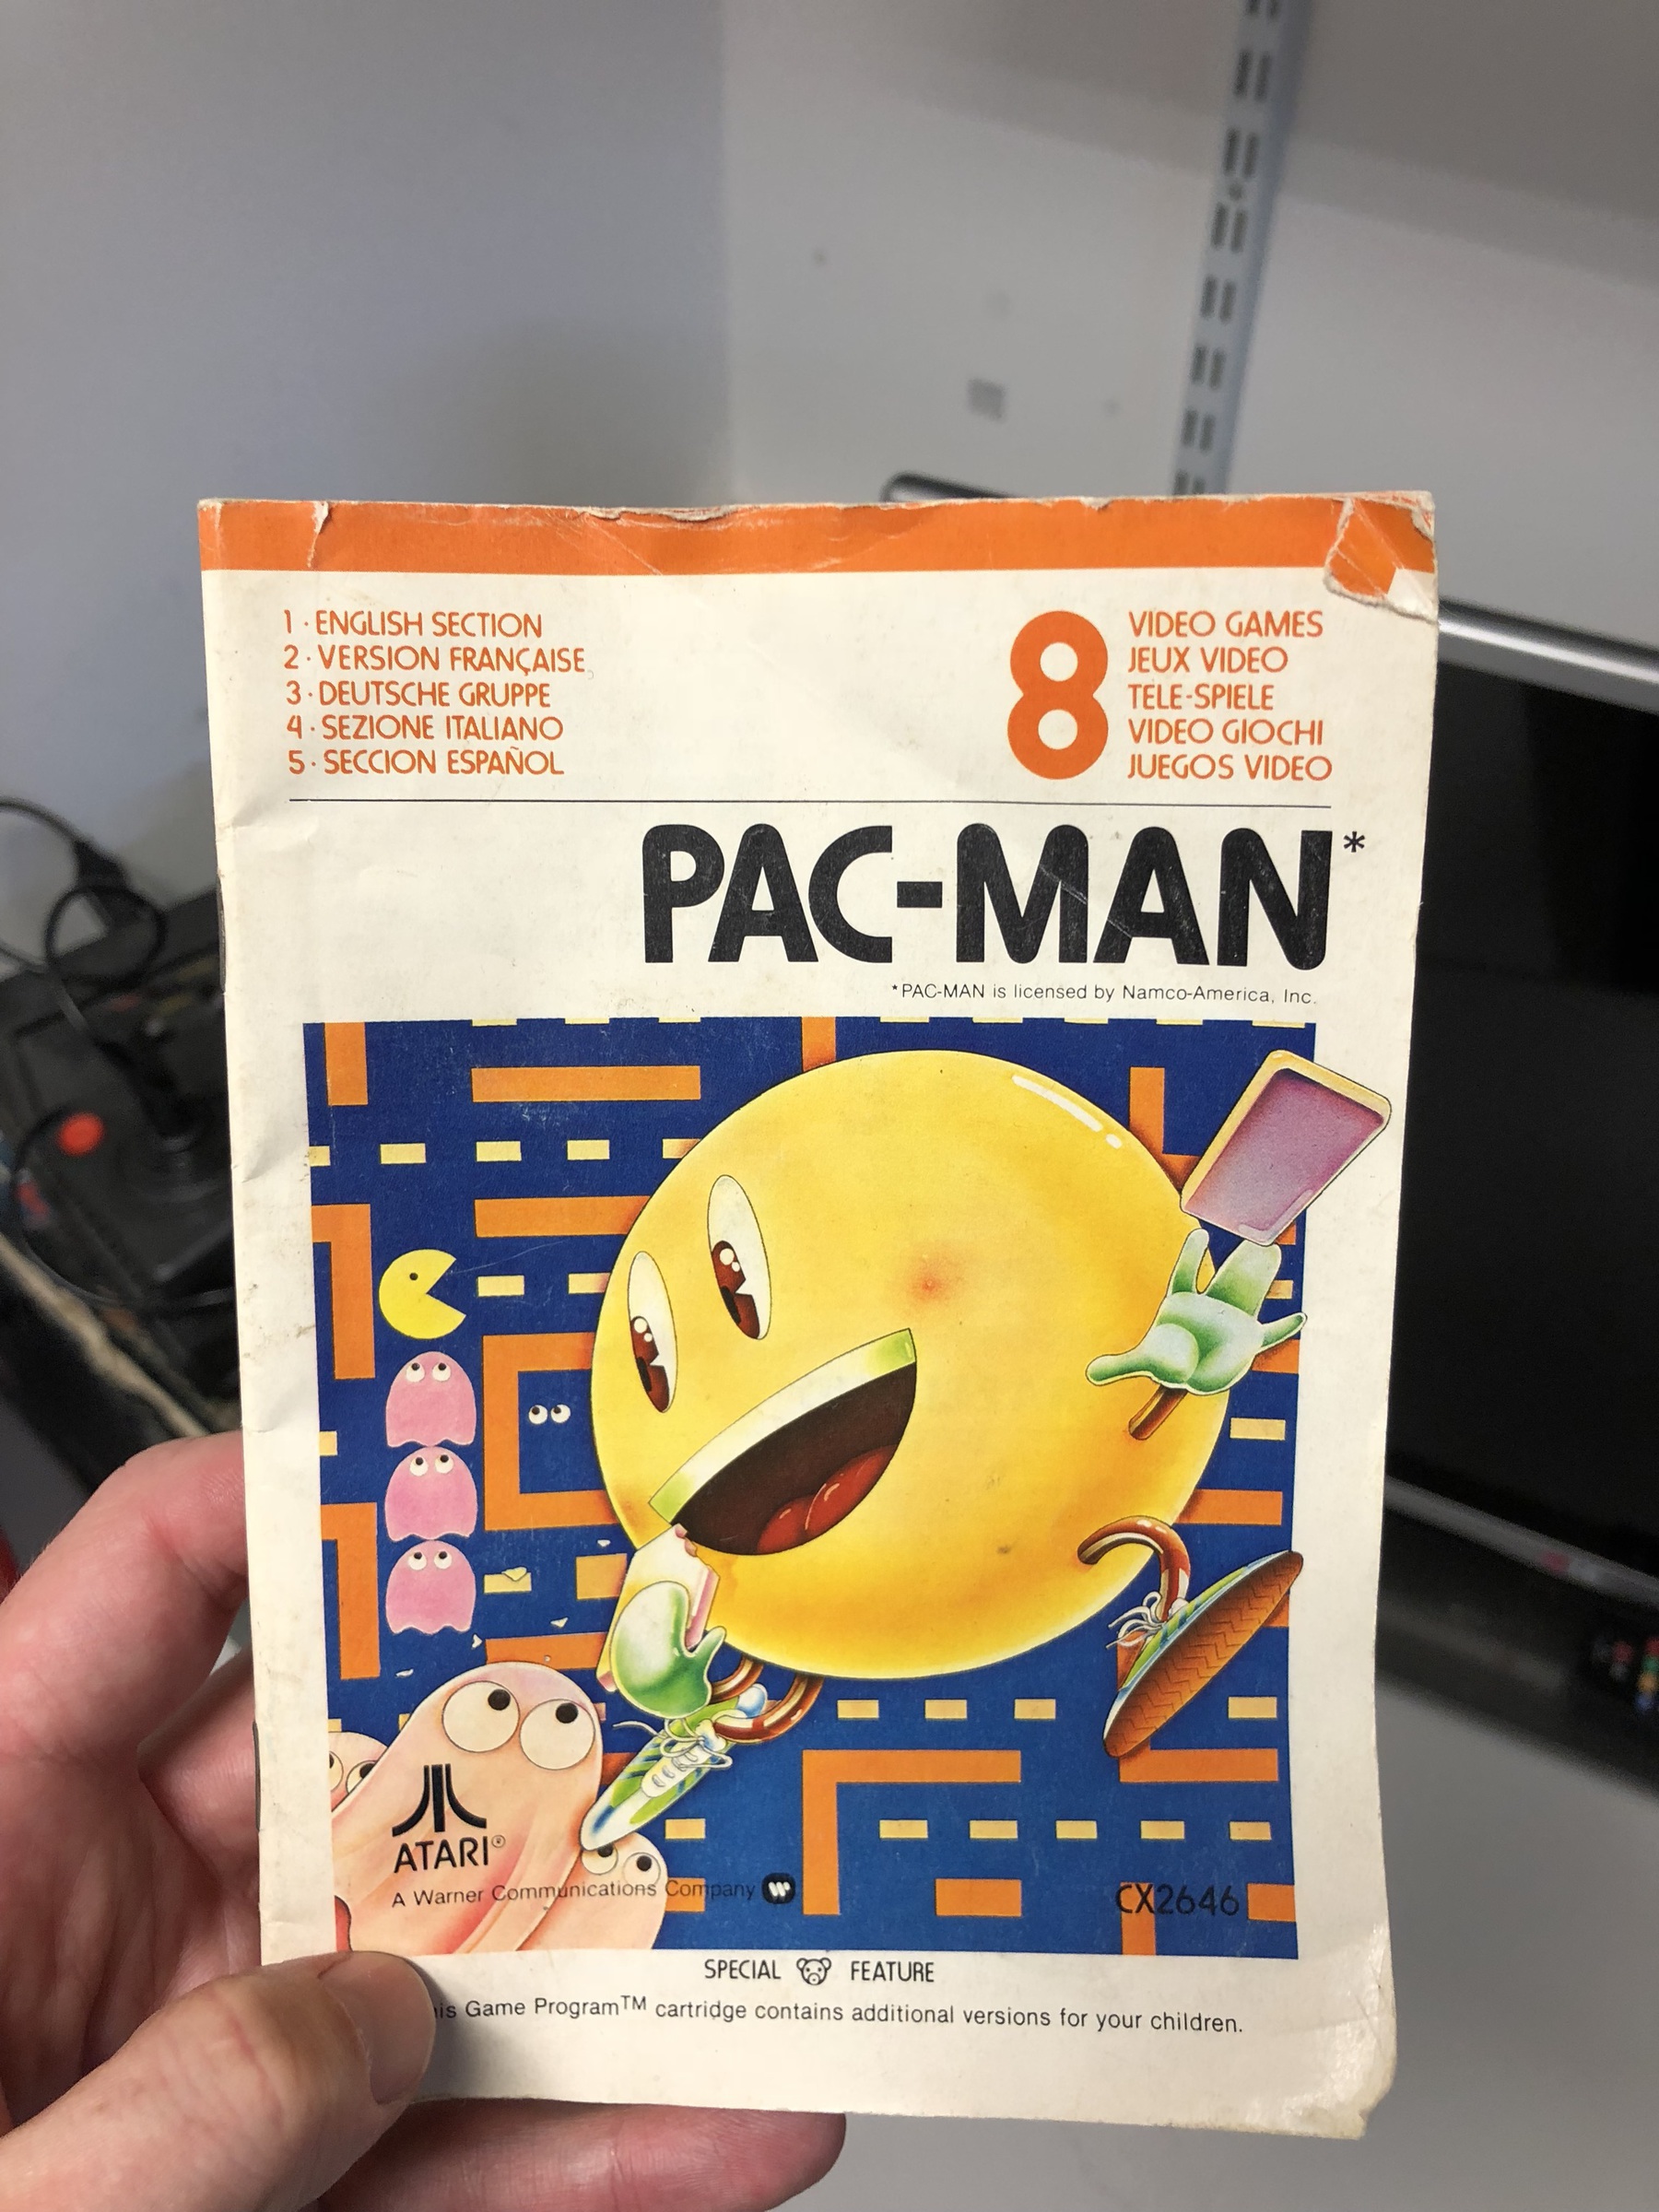 1 · ENGLISH SECTION
2 · VERSION FRANÇAISE
3 · DEUTSCHE GRUPPE
4 · SEZIONE ITALIANO
5 · SECCION ESPAÑOL
8
VIDEO GAMES
JEUX VIDEO
TELE-SPIELE
VIDEO GIOCHI
JUEGOS VIDEO
PAC-MAN*
*PAC-MAN is licensed by Namco-America, Inc.
ATARI®
A Warner Communications Company
CX2646
SPECIAL FEATURE
his Game Program™ cartridge contains additional versions for your children.